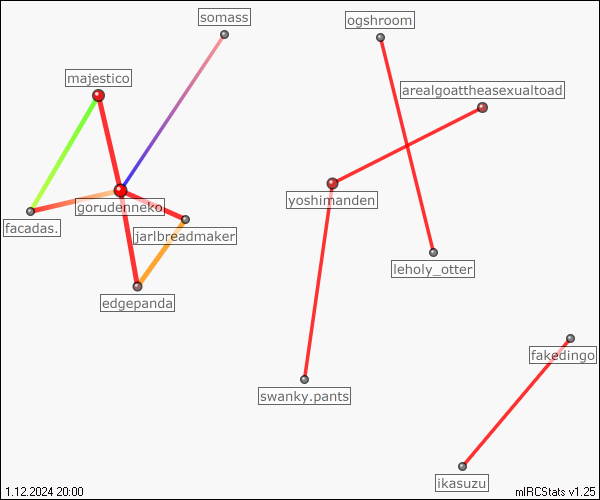 somass
ogshroom
majestico
arealgoattheasexualtoad
gorudenneko
yoshimanden
facadas.
jarlbreadmaker
leholy_otter
edgepanda
fakedingo
swanky.pants
ikasuzu
1.12.2024 20:00
mIRCStats v1.25